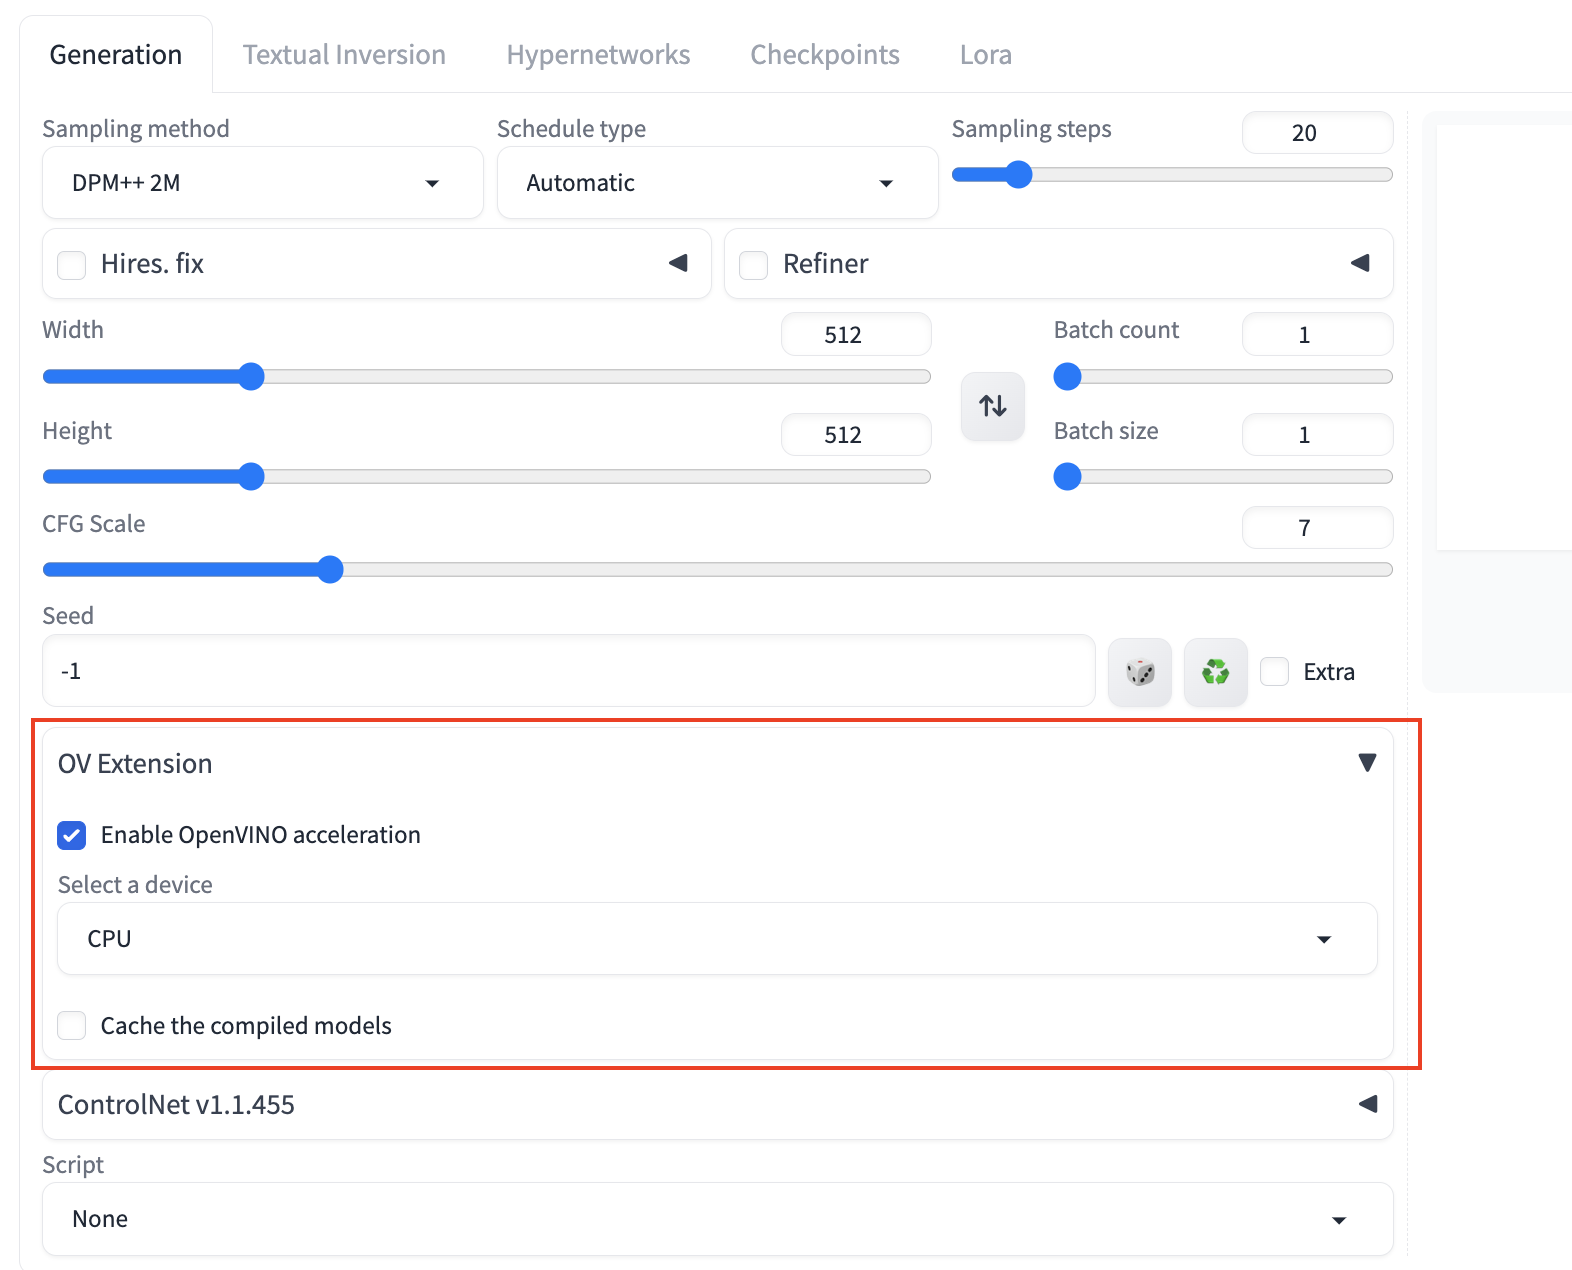 Generation Textual Inversion Hypernetworks Checkpoints Lora
Sampling method Schedule type Sampling steps 20
DPM++ 2M Automatic
Hires. fix Refiner
Width 512 Batch count 1
Height 512 Batch size 1
CFG Scale 7
Seed
-1 Extra
OV Extension
Enable OpenVINO acceleration
Select a device
CPU
Cache the compiled models
ControlNet v1.1.455
Script
None